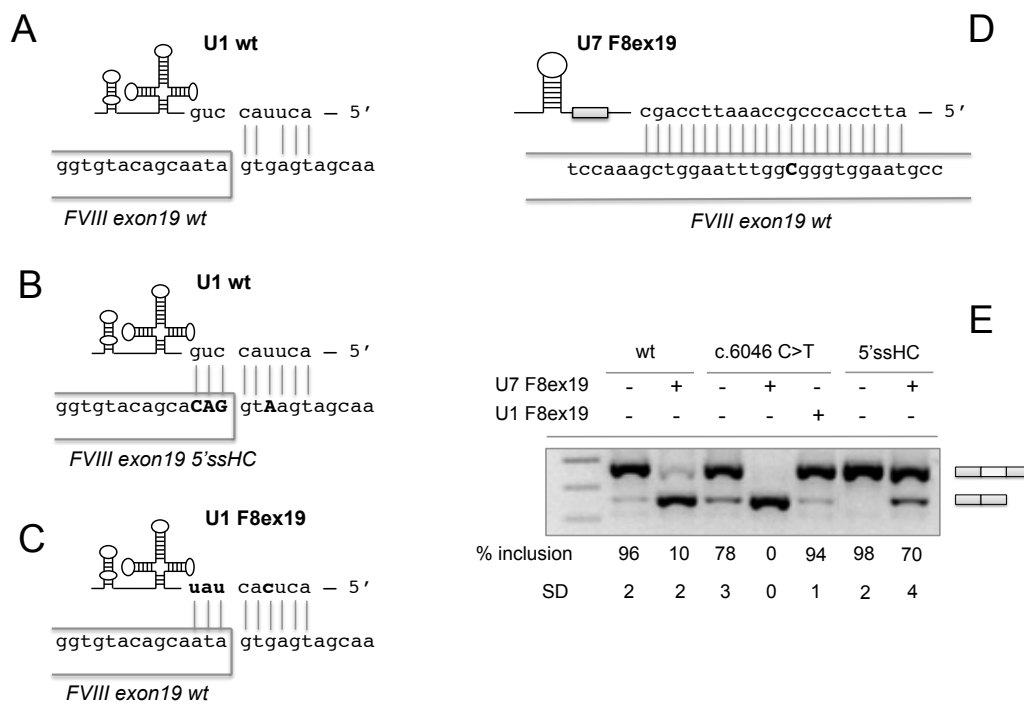 A
U1 wt
guc cauuca – 5’
ggtgtacagcaata gtgagtagcaa
FVIII exon19 wt
B
U1 wt
guc cauuca – 5’
ggtgtacagcaCAG gtAagtagcaa
FVIII exon19 5’ssHC
C
U1 F8ex19
uau cacuca – 5’
ggtgtacagcaata gtgagtagcaa
FVIII exon19 wt
D
U7 F8ex19
cgaccttaaaccgcccaccttа – 5’
tccaaagctggaatttggCgggtggaatgcc
FVIII exon19 wt
E
wt c.6046 C>T 5’ssHC
U7 F8ex19 - + - + - - +
U1 F8ex19 - - - - + - -
% inclusion 96 10 78 0 94 98 70
SD 2 2 3 0 1 2 4